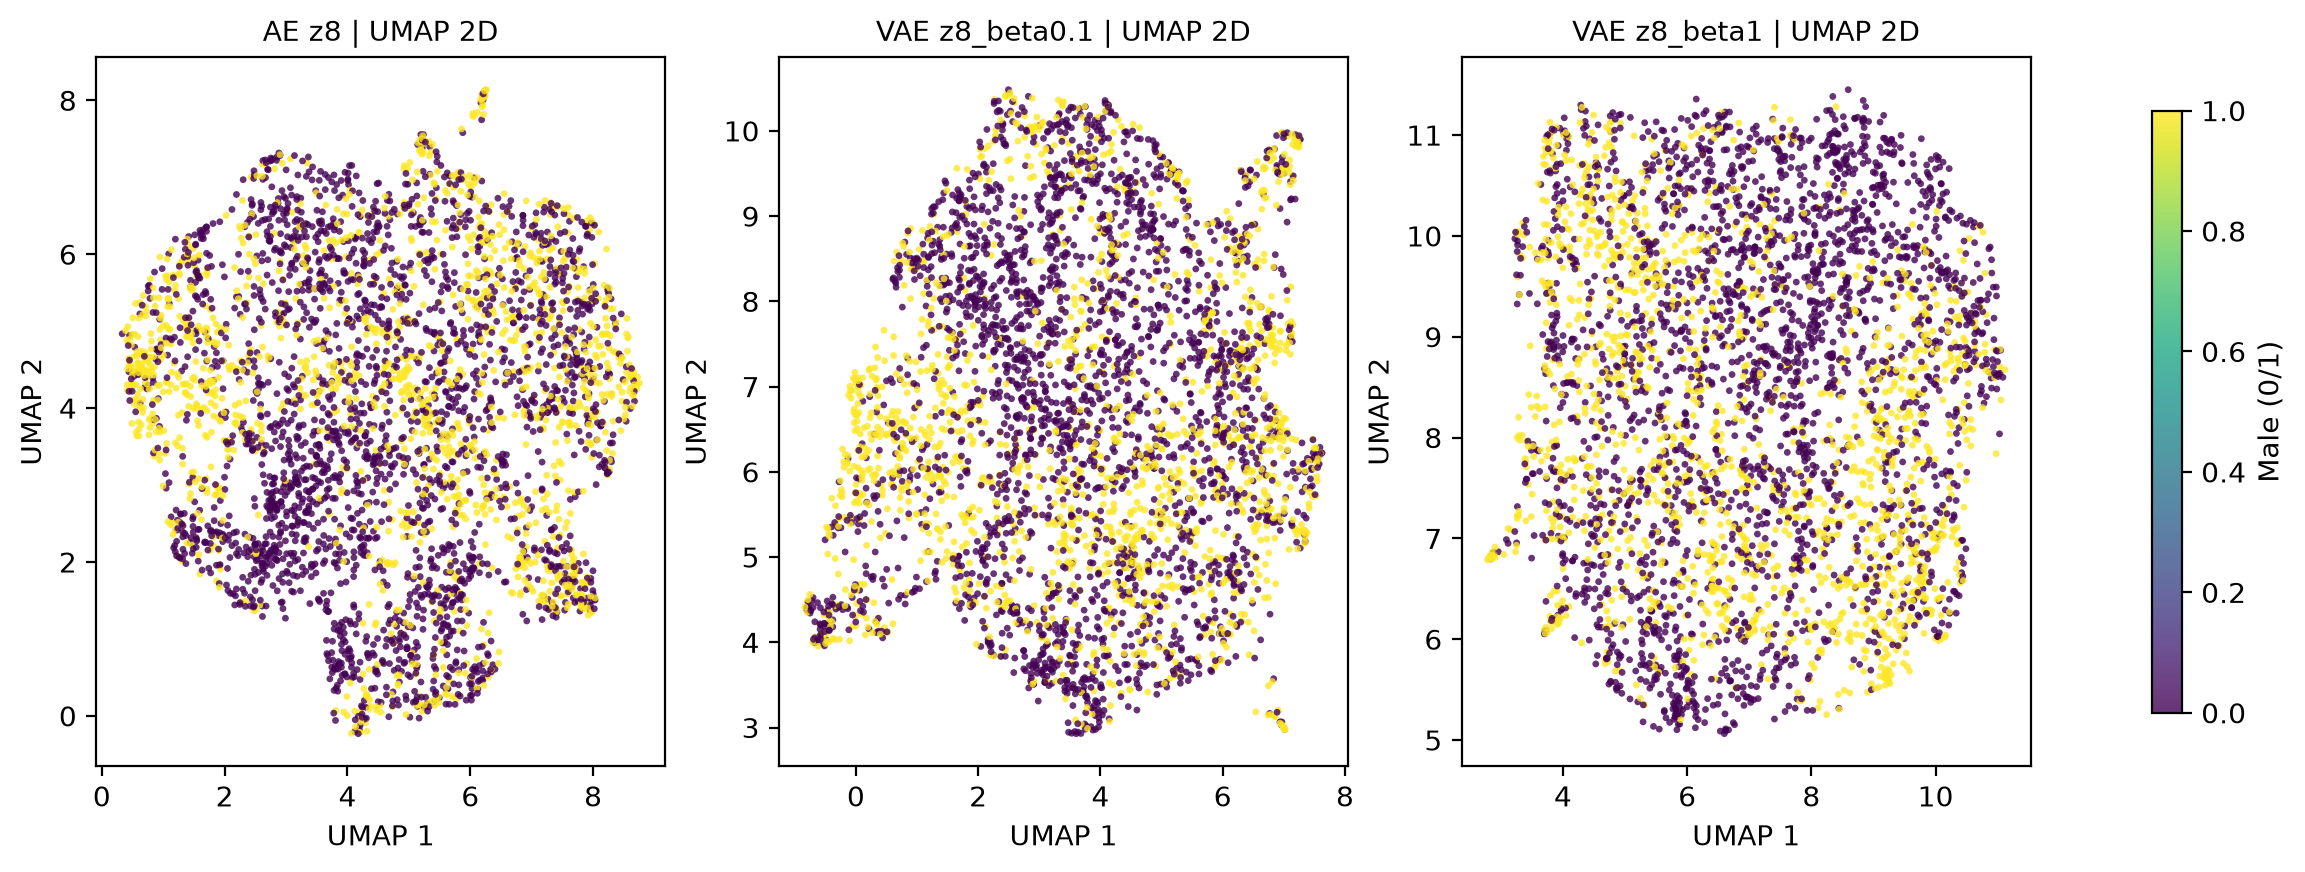 AE z8 | UMAP 2D
8
6
4
2
0
0 2 4 6 8
UMAP 1
UMAP 2
VAE z8_beta0.1 | UMAP 2D
10
9
8
7
6
5
4
3
0 2 4 6 8
UMAP 1
UMAP 2
VAE z8_beta1 | UMAP 2D
11
10
9
8
7
6
5
4 6 8 10
UMAP 1
UMAP 2
1.0
0.8
0.6
0.4
0.2
0.0
Male (0/1)